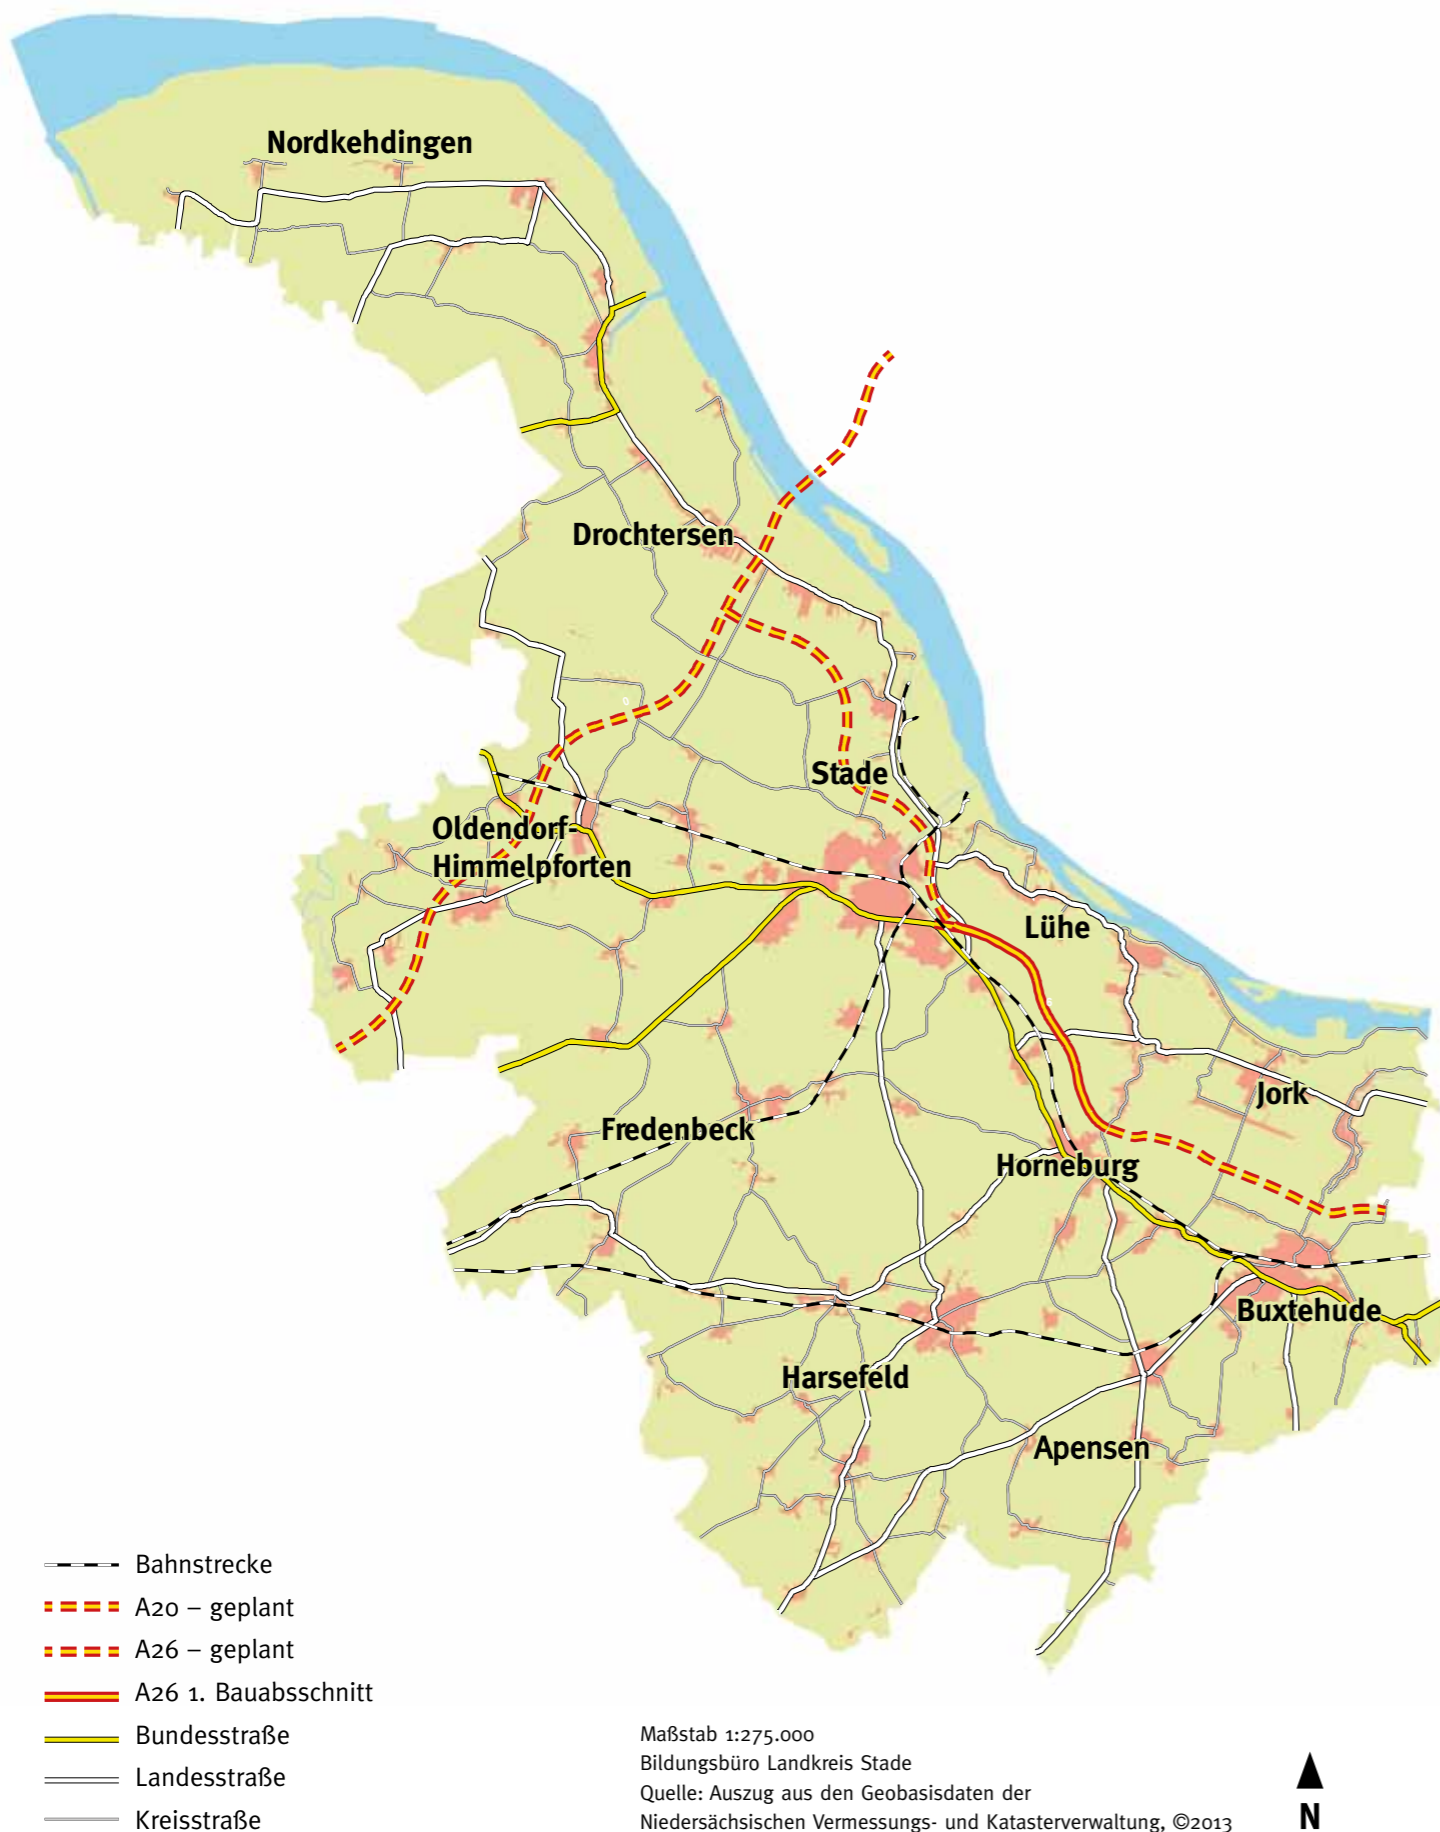 Nordkehdingen
Drochtersen
Stade
Oldendorf-
Himmelpforten
Lühe
Jork
Fredenbeck
Horneburg
Buxtehude
Harsefeld
Apensen
Bahnstrecke
A20 – geplant
A26 – geplant
A26 1. Bauabsschnitt
Bundesstraße
Landesstraße
Kreisstraße
Maßstab 1:275.000
Bildungsbüro Landkreis Stade
Quelle: Auszug aus den Geobasisdaten der
Niedersächsischen Vermessungs- und Katasterverwaltung, ©2013
N